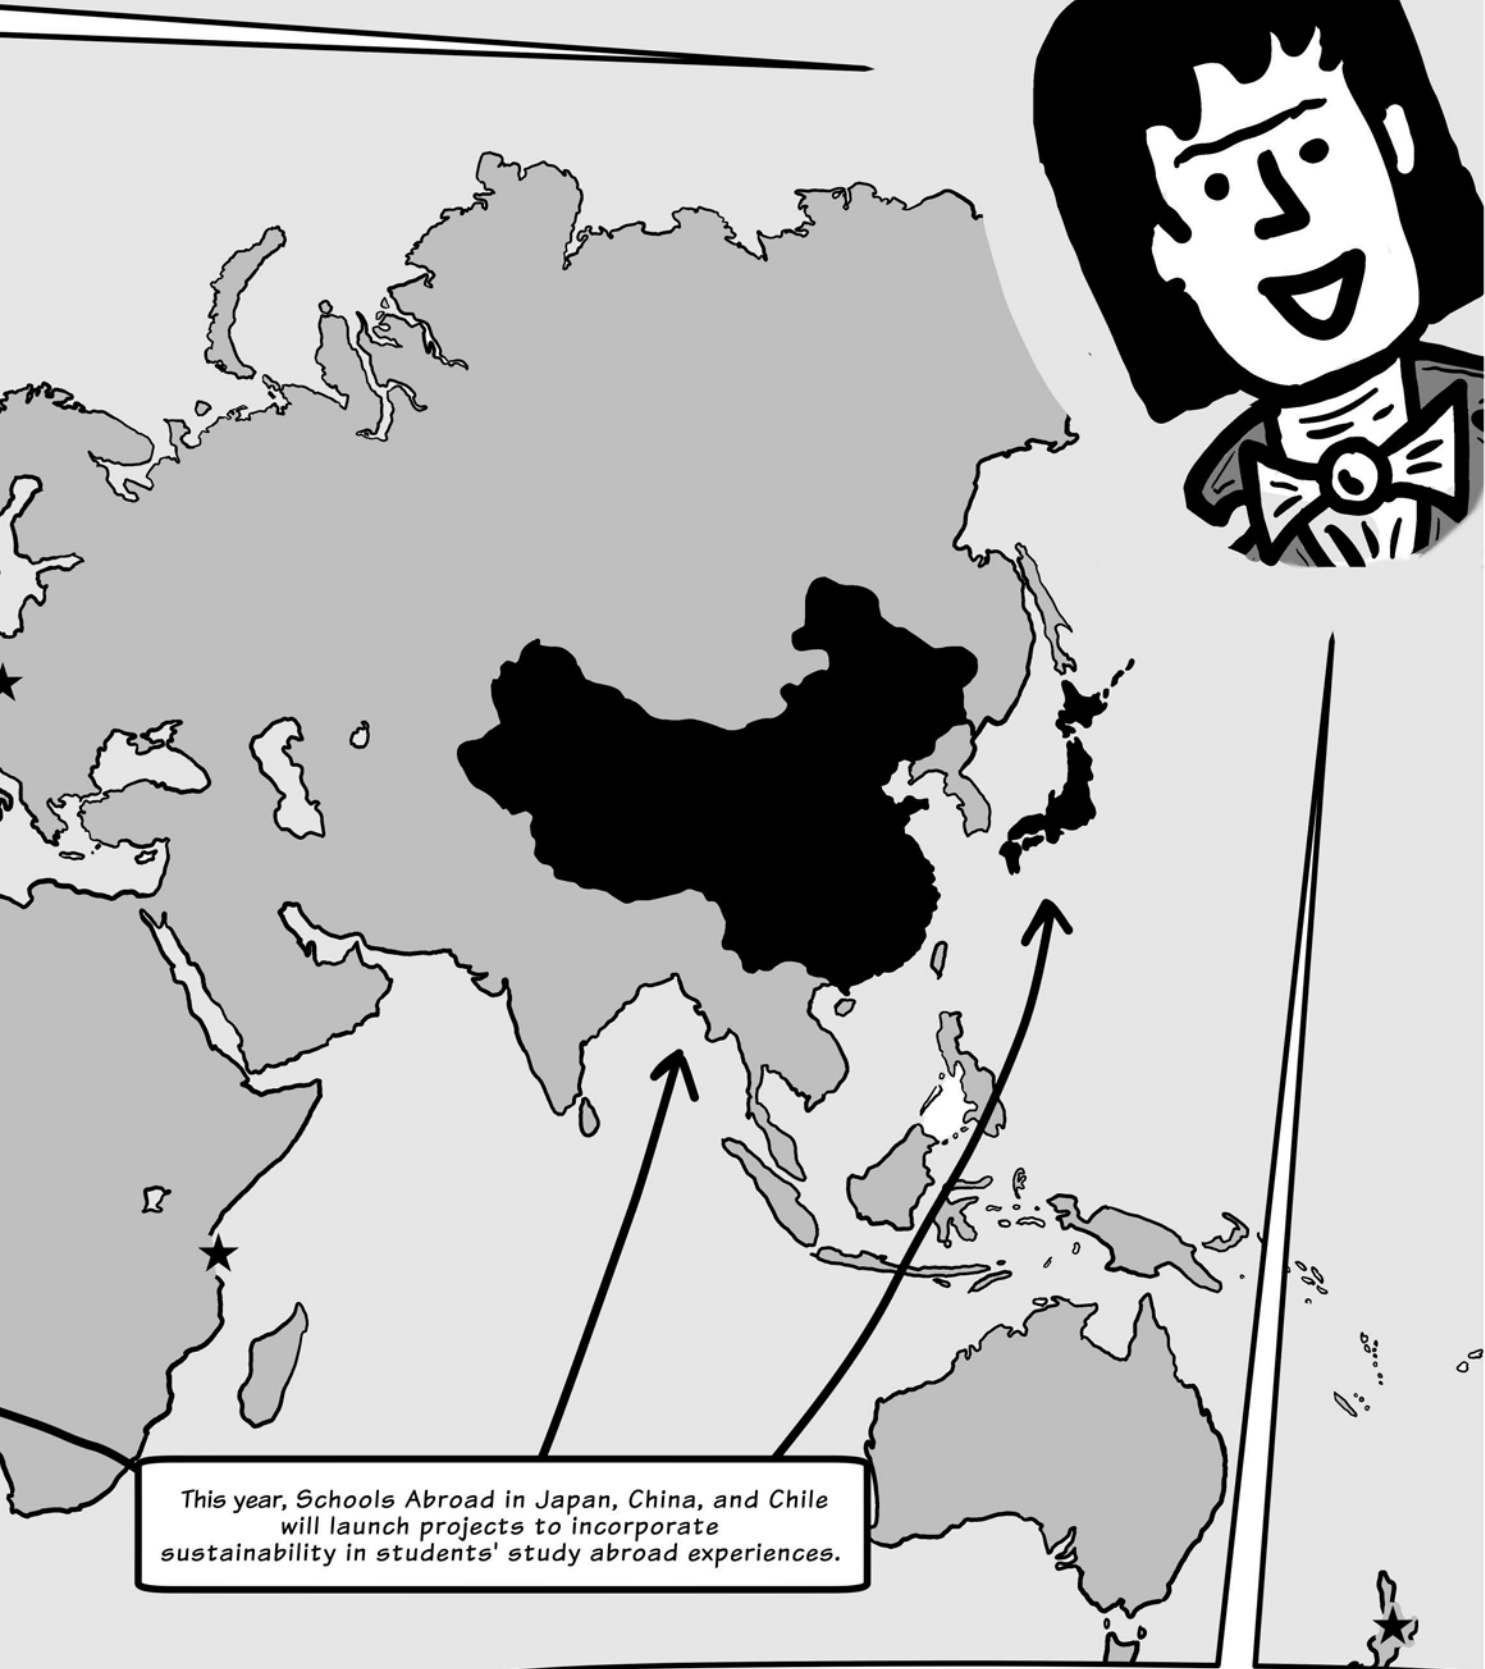 This year, Schools Abroad in Japan, China, and Chile
will launch projects to incorporate
sustainability in students' study abroad experiences.